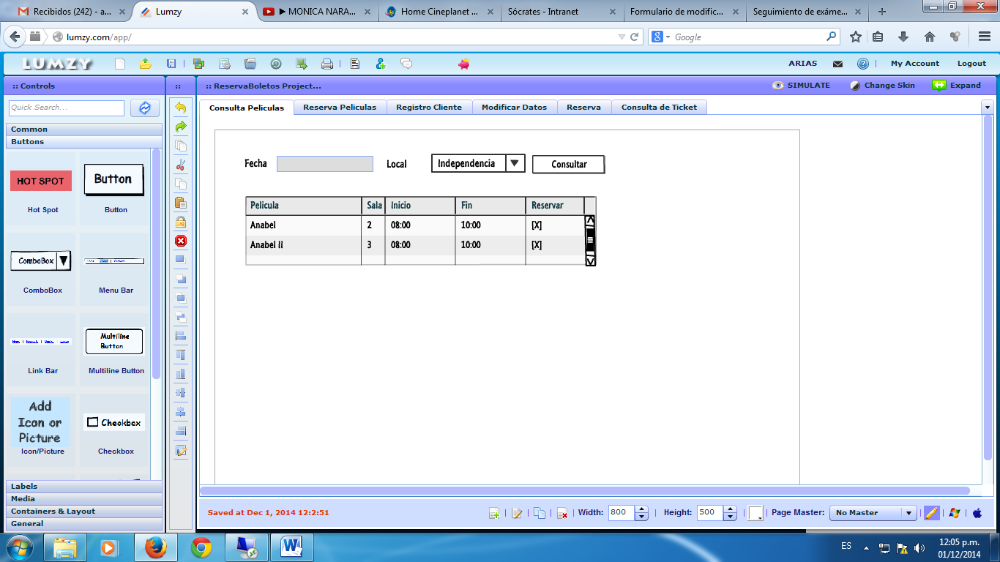 Recibidos (242) - a...
Lumzy
▶ MONICA NARA...
Home Cineplanet ...
Sócrates - Intranet
Formulario de modific...
Seguimiento de exáme...
lumzy.com/app/
Google
LUMZY
ARIAS
My Account
Logout
:: Controls
::
:: ReservaBoletos Project...
SIMULATE
Change Skin
Expand
Quick Search...
Consulta Peliculas
Reserva Peliculas
Registro Cliente
Modificar Datos
Reserva
Consulta de Ticket
Common
Buttons
HOT SPOT
Button
Hot Spot
Button
ComboBox
ComboBox
Menu Bar
Multiline
Button
Link Bar
Multiline Button
Add
Icon or
Picture
Checkbox
Icon/Picture
Checkbox
Labels
Media
Containers & Layout
General
Fecha
Local
Independencia
Consultar
Pelicula Sala Inicio Fin Reservar
Anabel 2 08:00 10:00 [X]
Anabel II 3 08:00 10:00 [X]
Saved at Dec 1, 2014 12:2:51
Width: 800
Height: 500
Page Master: No Master
ES
12:05 p.m.
01/12/2014